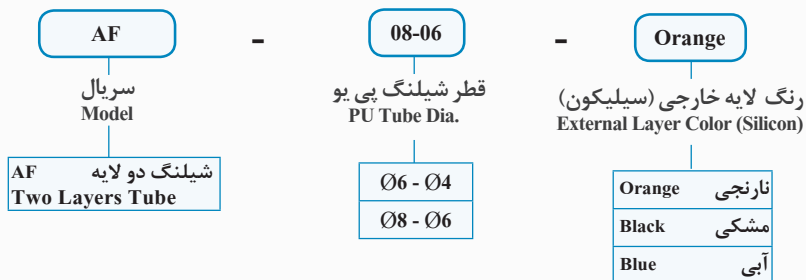 AF - 08-06 - Orange
سریال
Model
شیلنگ دو لایه AF
Two Layers Tube
قطر شیلنگ پی یو
PU Tube Dia.
Ø6 - Ø4
Ø8 - Ø6
رنگ لایه خارجی (سیلیکون)
External Layer Color (Silicon)
نارنجی Orange
مشکی Black
آبی Blue